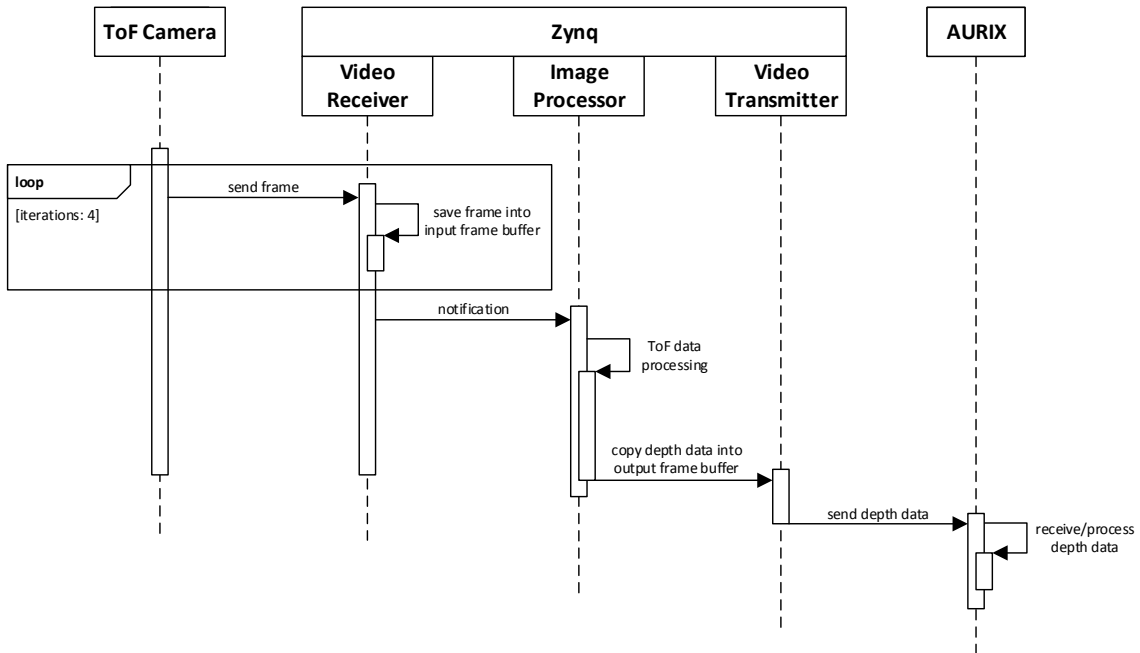 ToF Camera
Zynq
AURIX
Video
Receiver
Image
Processor
Video
Transmitter
loop
[iterations: 4]
send frame
save frame into
input frame buffer
notification
ToF data
processing
copy depth data into
output frame buffer
send depth data
receive/process
depth data